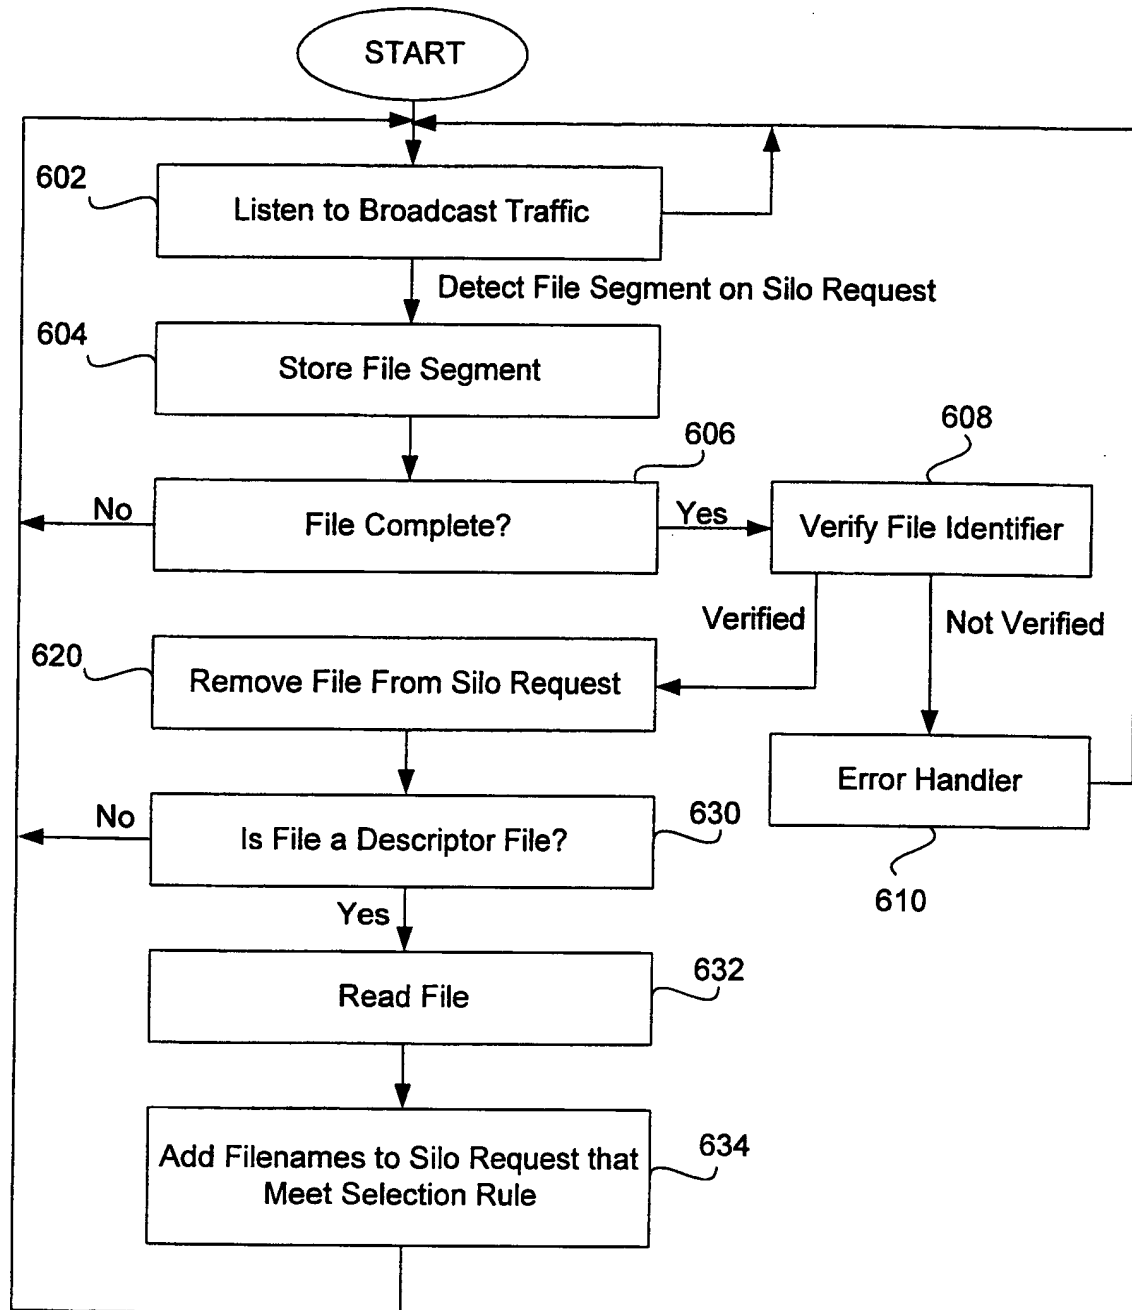 START
602
Listen to Broadcast Traffic
Detect File Segment on Silo Request
604
Store File Segment
606
608
No
File Complete?
Yes
Verify File Identifier
Verified
Not Verified
620
Remove File From Silo Request
Error Handler
610
No
Is File a Descriptor File?
630
Yes
Read File
632
Add Filenames to Silo Request that
Meet Selection Rule
634